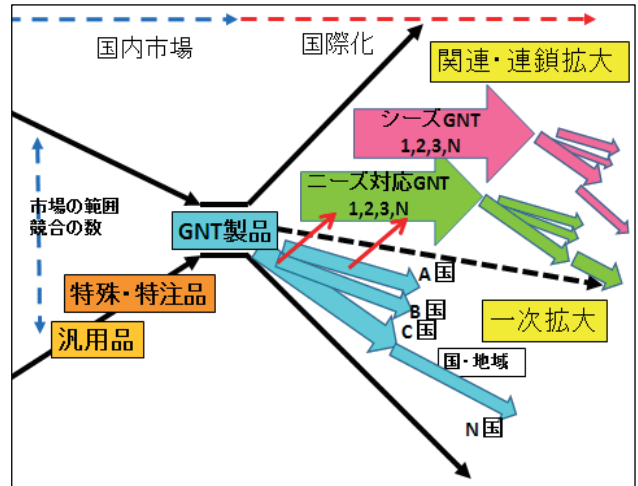 国内市場
国際化
関連・連鎖拡大
シーズGNT
1,2,3,N
ニーズ対応GNT
1,2,3,N
市場の範囲
競合の数
GNT製品
特殊・特注品
汎用品
A国
B国
C国
一次拡大
国・地域
N国